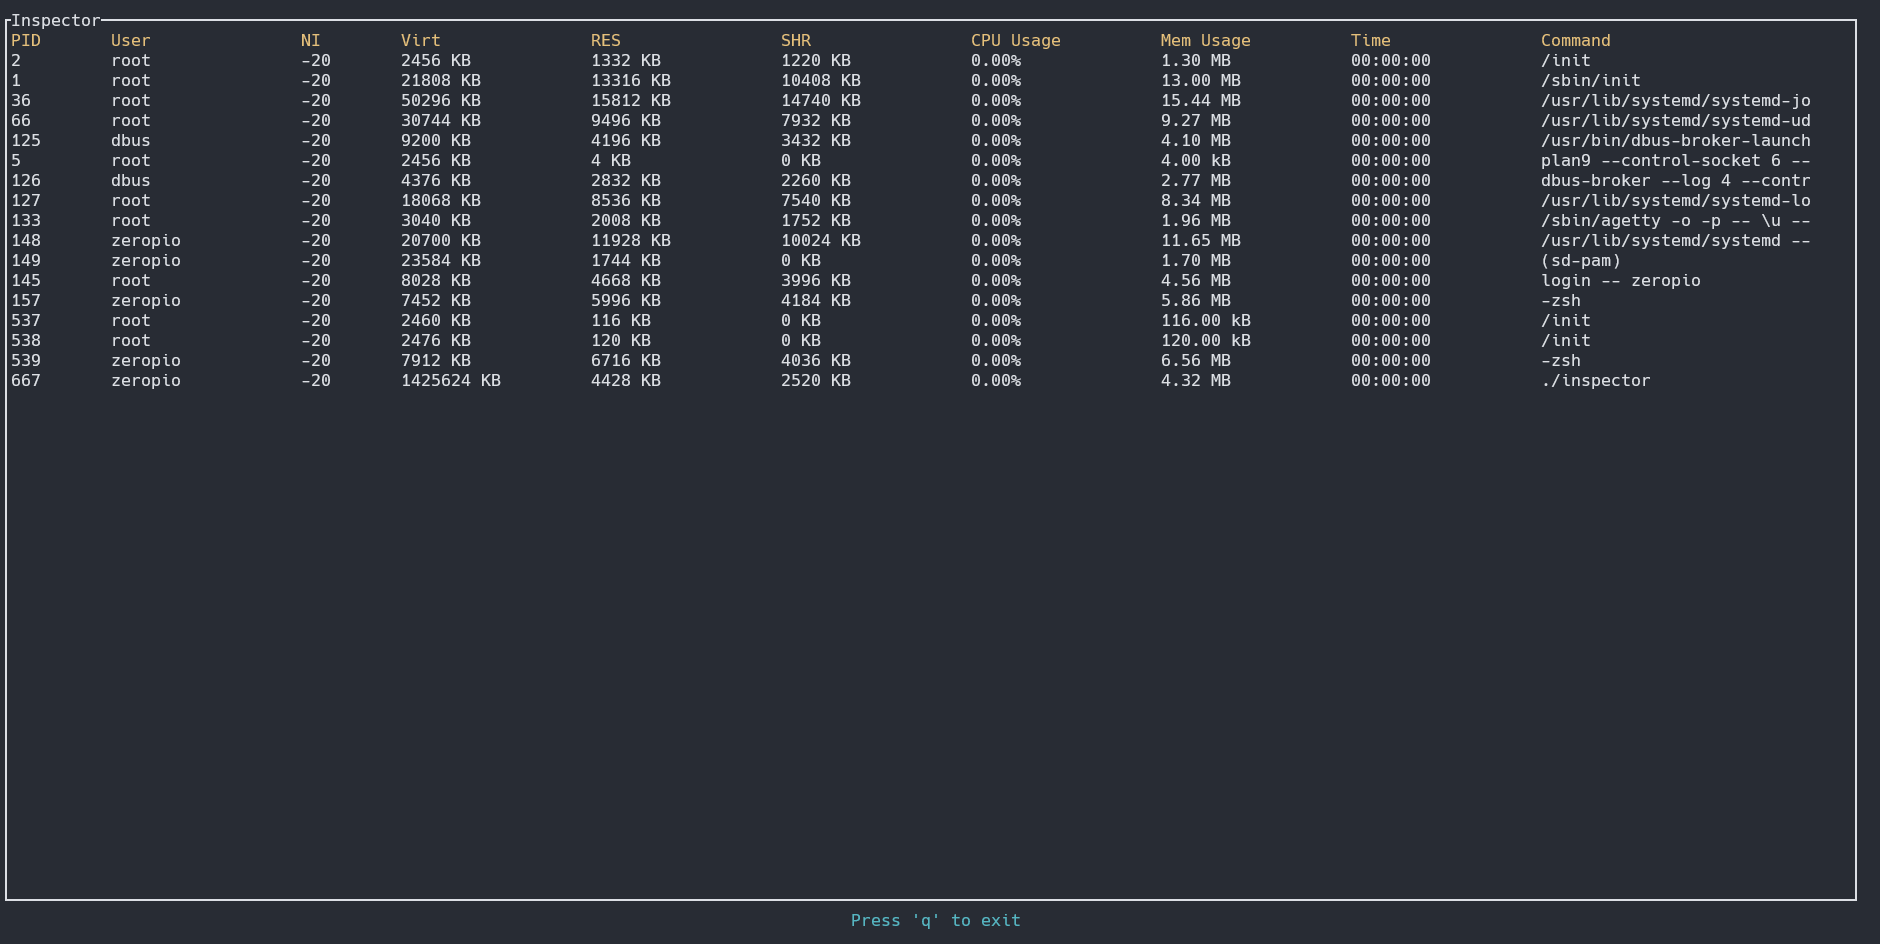 Inspector
PID User NI Virt RES SHR CPU Usage Mem Usage Time Command
2 root -20 2456 KB 1332 KB 1220 KB 0.00% 1.30 MB 00:00:00 /init
1 root -20 21808 KB 13316 KB 10408 KB 0.00% 13.00 MB 00:00:00 /sbin/init
36 root -20 50296 KB 15812 KB 14740 KB 0.00% 15.44 MB 00:00:00 /usr/lib/systemd/systemd-jo
66 root -20 30744 KB 9496 KB 7932 KB 0.00% 9.27 MB 00:00:00 /usr/lib/systemd/systemd-ud
125 dbus -20 9200 KB 4196 KB 3432 KB 0.00% 4.10 MB 00:00:00 /usr/bin/dbus-broker-launch
5 root -20 2456 KB 4 KB 0 KB 0.00% 4.00 kB 00:00:00 plan9 --control-socket 6 --
126 dbus -20 4376 KB 2832 KB 2260 KB 0.00% 2.77 MB 00:00:00 dbus-broker --log 4 --contr
127 root -20 18068 KB 8536 KB 7540 KB 0.00% 8.34 MB 00:00:00 /usr/lib/systemd/systemd-lo
133 root -20 3040 KB 2008 KB 1752 KB 0.00% 1.96 MB 00:00:00 /sbin/agetty -o -p -- \u --
148 zeropio -20 20700 KB 11928 KB 10024 KB 0.00% 11.65 MB 00:00:00 /usr/lib/systemd/systemd --
149 zeropio -20 23584 KB 1744 KB 0 KB 0.00% 1.70 MB 00:00:00 (sd-pam)
145 root -20 8028 KB 4668 KB 3996 KB 0.00% 4.56 MB 00:00:00 login -- zeropio
157 zeropio -20 7452 KB 5996 KB 4184 KB 0.00% 5.86 MB 00:00:00 -zsh
537 root -20 2460 KB 116 KB 0 KB 0.00% 116.00 kB 00:00:00 /init
538 root -20 2476 KB 120 KB 0 KB 0.00% 120.00 kB 00:00:00 /init
539 zeropio -20 7912 KB 6716 KB 4036 KB 0.00% 6.56 MB 00:00:00 -zsh
667 zeropio -20 1425624 KB 4428 KB 2520 KB 0.00% 4.32 MB 00:00:00 ./inspector
Press 'q' to exit